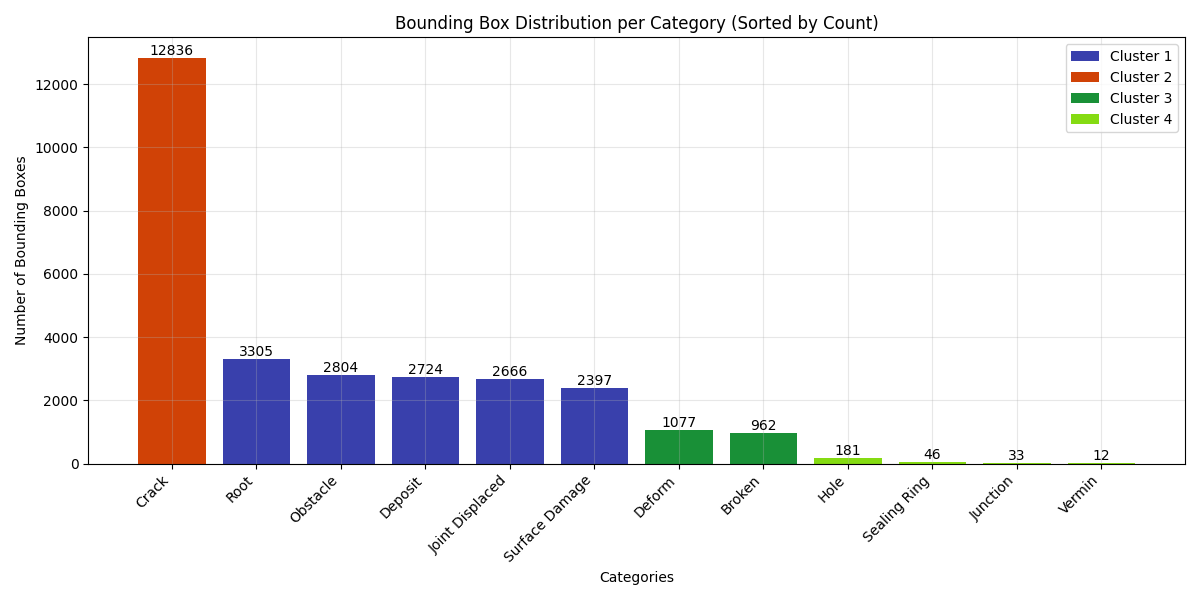 Bounding Box Distribution per Category (Sorted by Count)
Number of Bounding Boxes
12000
10000
8000
6000
4000
2000
0
12836
3305
2804
2724
2666
2397
1077
962
181
46
33
12
Cluster 1
Cluster 2
Cluster 3
Cluster 4
Crack
Root
Obstacle
Deposit
Joint Displaced
Surface Damage
Deform
Broken
Hole
Sealing Ring
Junction
Vermin
Categories